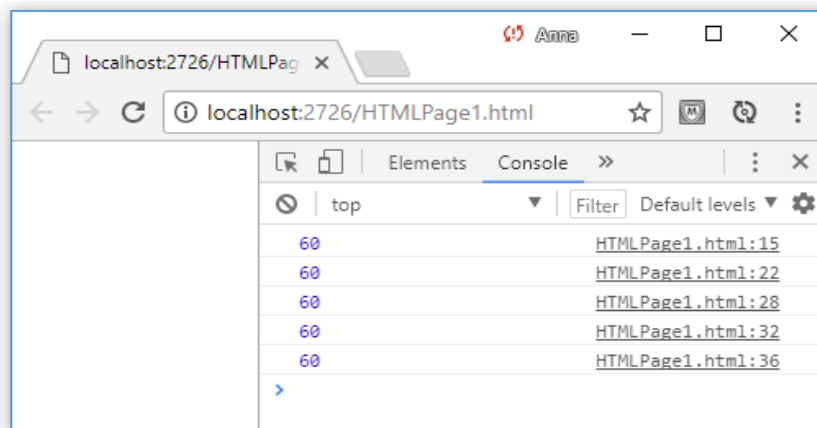 Anna
localhost:2726/HTMLPag
localhost:2726/HTMLPage1.html
Elements Console »
top Filter Default levels
60 HTMLPage1.html:15
60 HTMLPage1.html:22
60 HTMLPage1.html:28
60 HTMLPage1.html:32
60 HTMLPage1.html:36